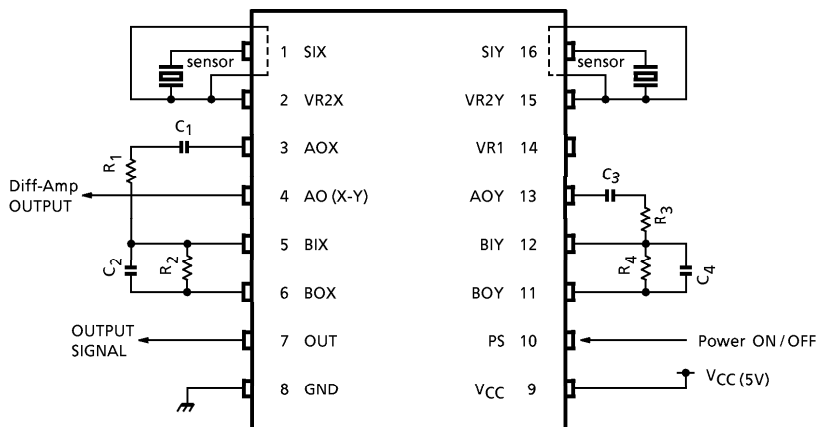 sensor
1 SIX
SIY 16
sensor
2 VR2X
VR2Y 15
C1
R1
3 AOX
VR1 14
Diff-Amp
OUTPUT
4 AO (X-Y)
AOY 13
C3
R3
5 BIX
BIY 12
C2
R2
R4
C4
6 BOX
BOY 11
OUTPUT
SIGNAL
7 OUT
PS 10
Power ON / OFF
8 GND
VCC 9
VCC (5V)